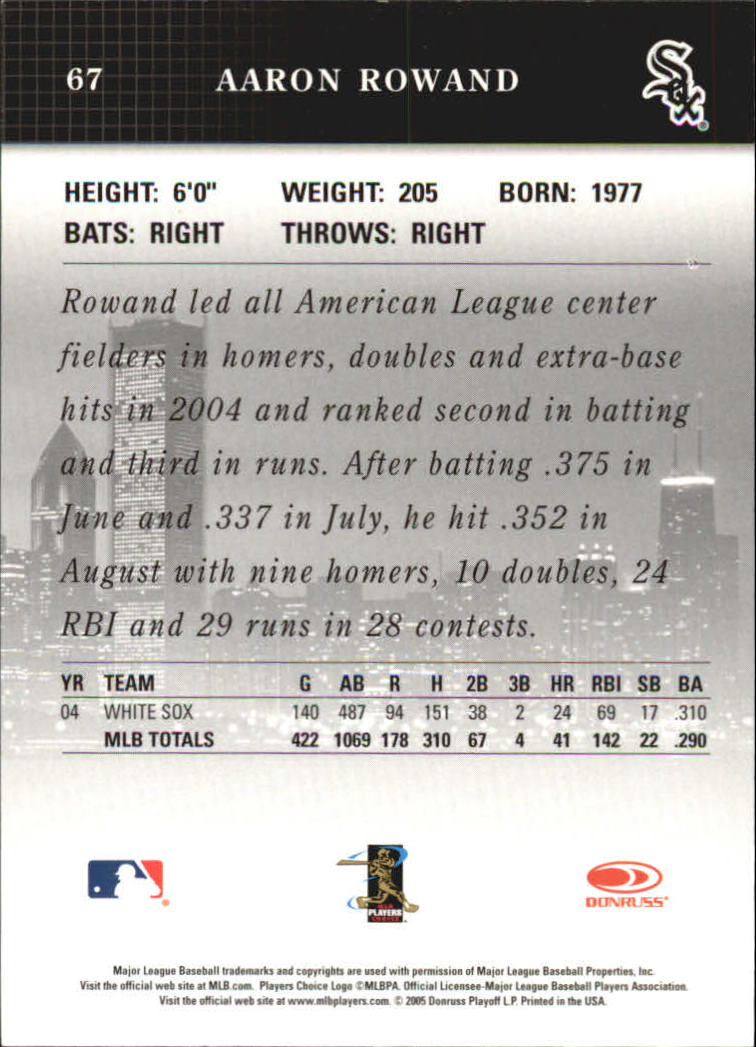 67 AARON ROWAND Sox
HEIGHT: 6'0" WEIGHT: 205 BORN: 1977
BATS: RIGHT THROWS: RIGHT
Rowand led all American League center
fielders in homers, doubles and extra-base
hits in 2004 and ranked second in batting
and third in runs. After batting .375 in
June and .337 in July, he hit .352 in
August with nine homers, 10 doubles, 24
RBI and 29 runs in 28 contests.
YR TEAM G AB R H 2B 3B HR RBI SB BA
04 WHITE SOX 140 487 94 151 38 2 24 69 17 .310
MLB TOTALS 422 1069 178 310 67 4 41 142 22 .290
MLB PLAYERS CHOICE
DONRUSS
Major League Baseball trademarks and copyrights are used with permission of Major League Baseball Properties, Inc.
Visit the official web site at MLB.com. Players Choice Logo ©MLBPA. Official Licensee-Major League Baseball Players Association.
Visit the official web site at www.mlbplayers.com. © 2005 Donruss Playoff L.P. Printed in the USA.